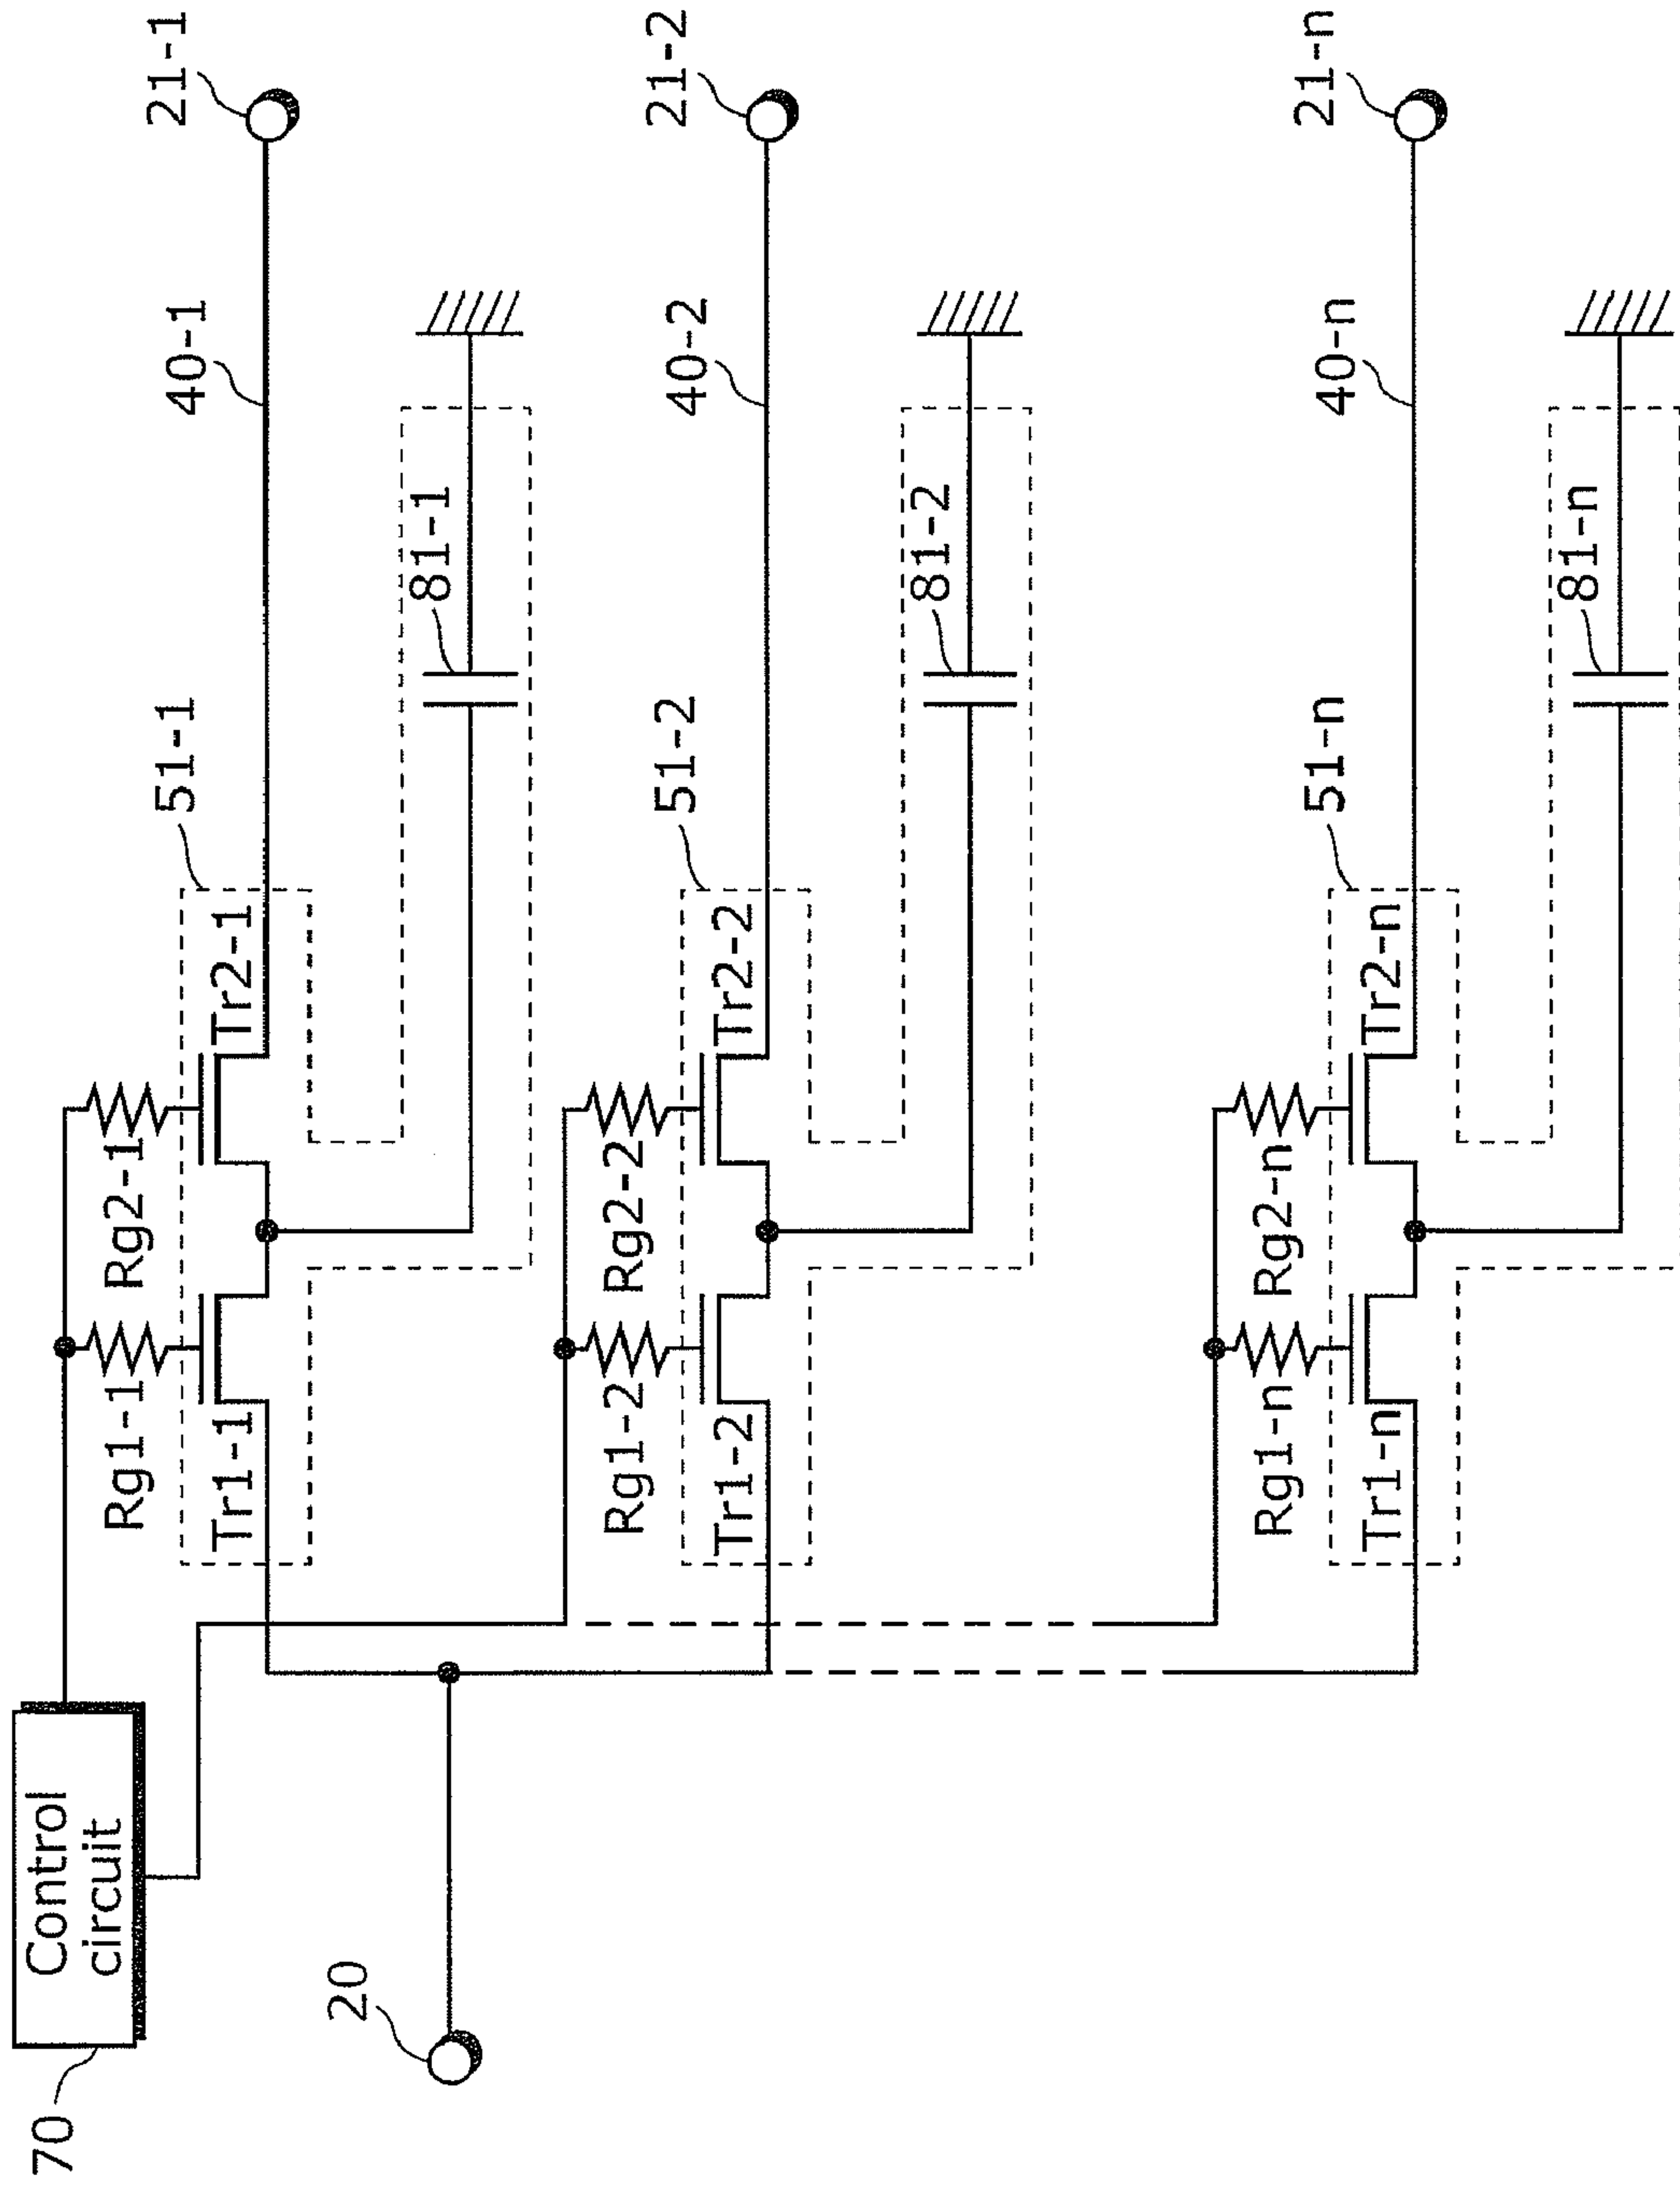 70
Control
circuit
20
Rg1-1
Rg2-1
Tr1-1
Tr2-1
51-1
40-1
21-1
81-1
Rg1-2
Rg2-2
Tr1-2
Tr2-2
51-2
40-2
21-2
81-2
Rg1-n
Rg2-n
Tr1-n
Tr2-n
51-n
40-n
21-n
81-n